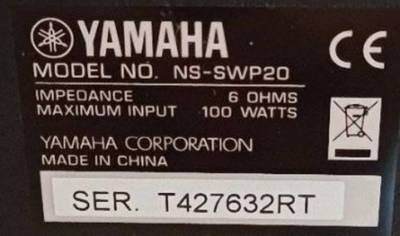 YAMAHA
MODEL NO. NS-SWP20
IMPEDANCE 6 OHMS
MAXIMUM INPUT 100 WATTS
YAMAHA CORPORATION
MADE IN CHINA
SER. T427632RT
CE